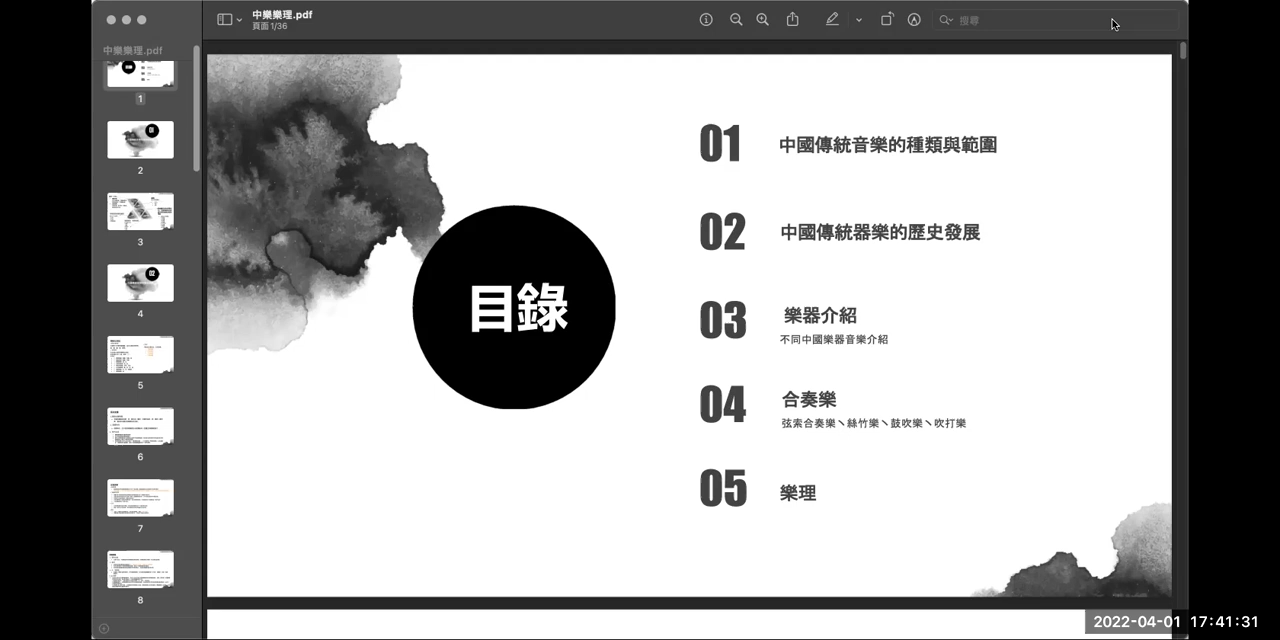 中樂樂理.pdf
頁面 1/36
搜尋
中樂樂理.pdf
1
2
3
4
5
6
7
8
目錄
01 中國傳統音樂的種類與範圍
02 中國傳統器樂的歷史發展
03 樂器介紹
不同中國樂器音樂介紹
04 合奏樂
弦索合奏樂、絲竹樂、鼓吹樂、吹打樂
05 樂理
2022-04-01 17:41:31